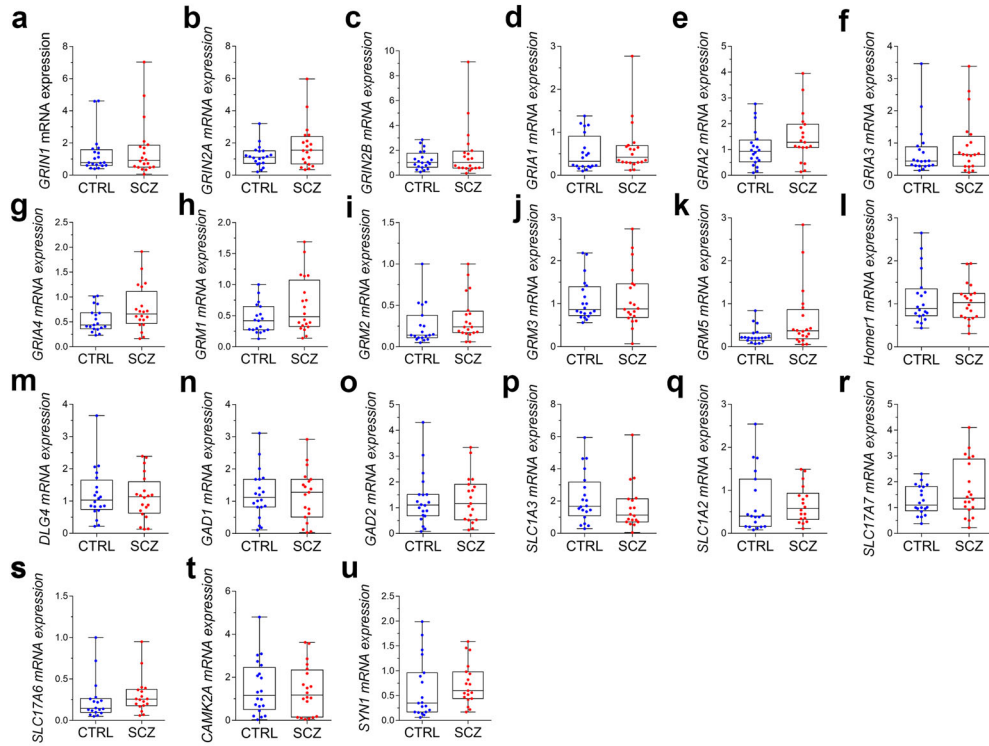 a
GRIN1 mRNA expression
8
6
4
2
0
CTRL SCZ
b
GRIN2A mRNA expression
8
6
4
2
0
CTRL SCZ
c
GRIN2B mRNA expression
10
8
6
4
2
0
CTRL SCZ
d
GRIA1 mRNA expression
3
2
1
0
CTRL SCZ
e
GRIA2 mRNA expression
5
4
3
2
1
0
CTRL SCZ
f
GRIA3 mRNA expression
4
3
2
1
0
CTRL SCZ
g
GRIA4 mRNA expression
2.5
2.0
1.5
1.0
0.5
0.0
CTRL SCZ
h
GRM1 mRNA expression
2.0
1.5
1.0
0.5
0.0
CTRL SCZ
i
GRM2 mRNA expression
1.5
1.0
0.5
0.0
CTRL SCZ
j
GRM3 mRNA expression
3
2
1
0
CTRL SCZ
k
GRM5 mRNA expression
3
2
1
0
CTRL SCZ
l
Homer1 mRNA expression
3
2
1
0
CTRL SCZ
m
DLG4 mRNA expression
4
3
2
1
0
CTRL SCZ
n
GAD1 mRNA expression
4
3
2
1
0
CTRL SCZ
o
GAD2 mRNA expression
5
4
3
2
1
0
CTRL SCZ
p
SLC1A3 mRNA expression
8
6
4
2
0
CTRL SCZ
q
SLC1A2 mRNA expression
3
2
1
0
CTRL SCZ
r
SLC17A7 mRNA expression
5
4
3
2
1
0
CTRL SCZ
s
SLC17A6 mRNA expression
1.5
1.0
0.5
0.0
CTRL SCZ
t
CAMK2A mRNA expression
6
4
2
0
CTRL SCZ
u
SYN1 mRNA expression
2.5
2.0
1.5
1.0
0.5
0.0
CTRL SCZ